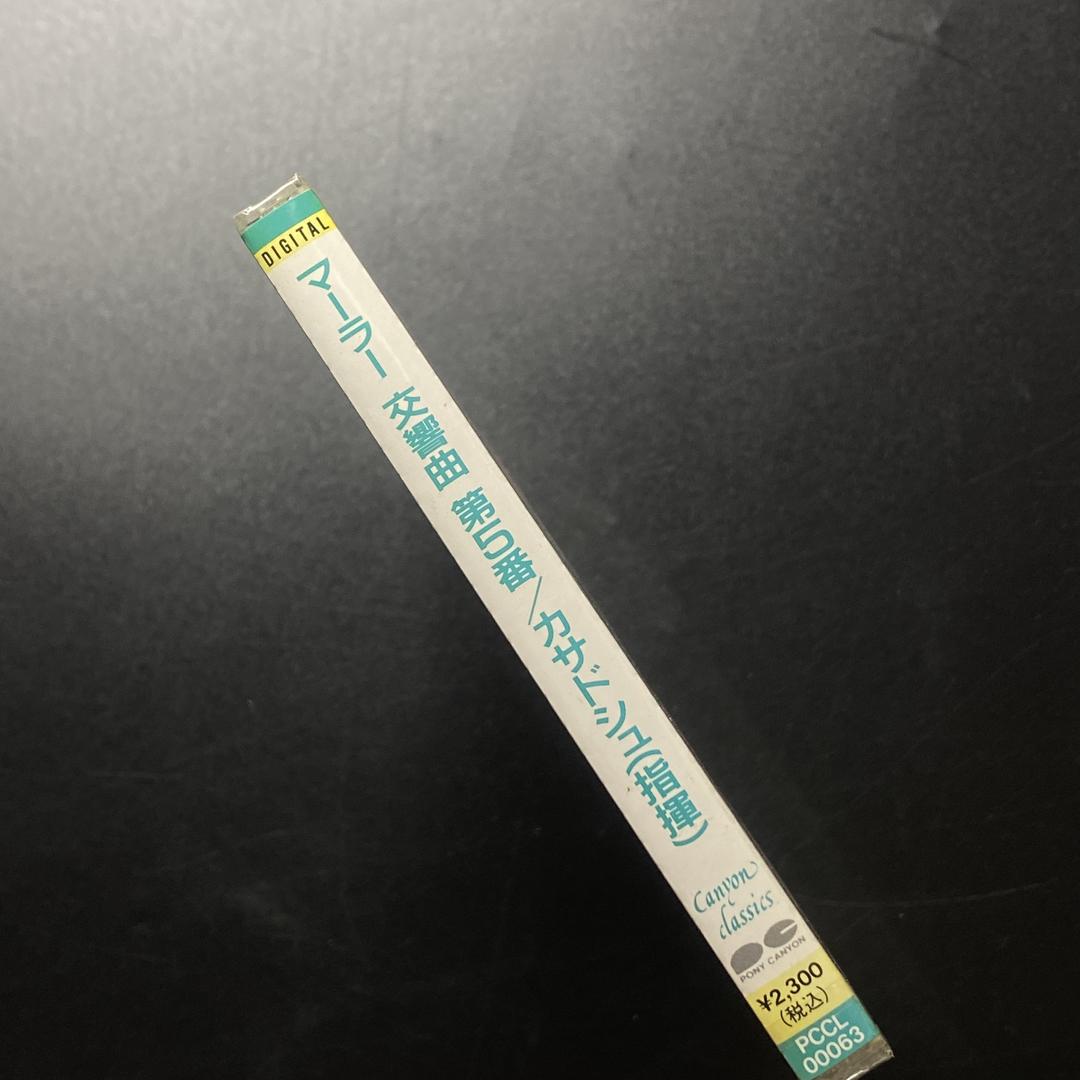 DIGITAL
マーラー 交響曲 第5番/カサドシュ(指揮)
Canyon
classics
PONY CANYON
¥2,300
(税込)
PCCL
00063